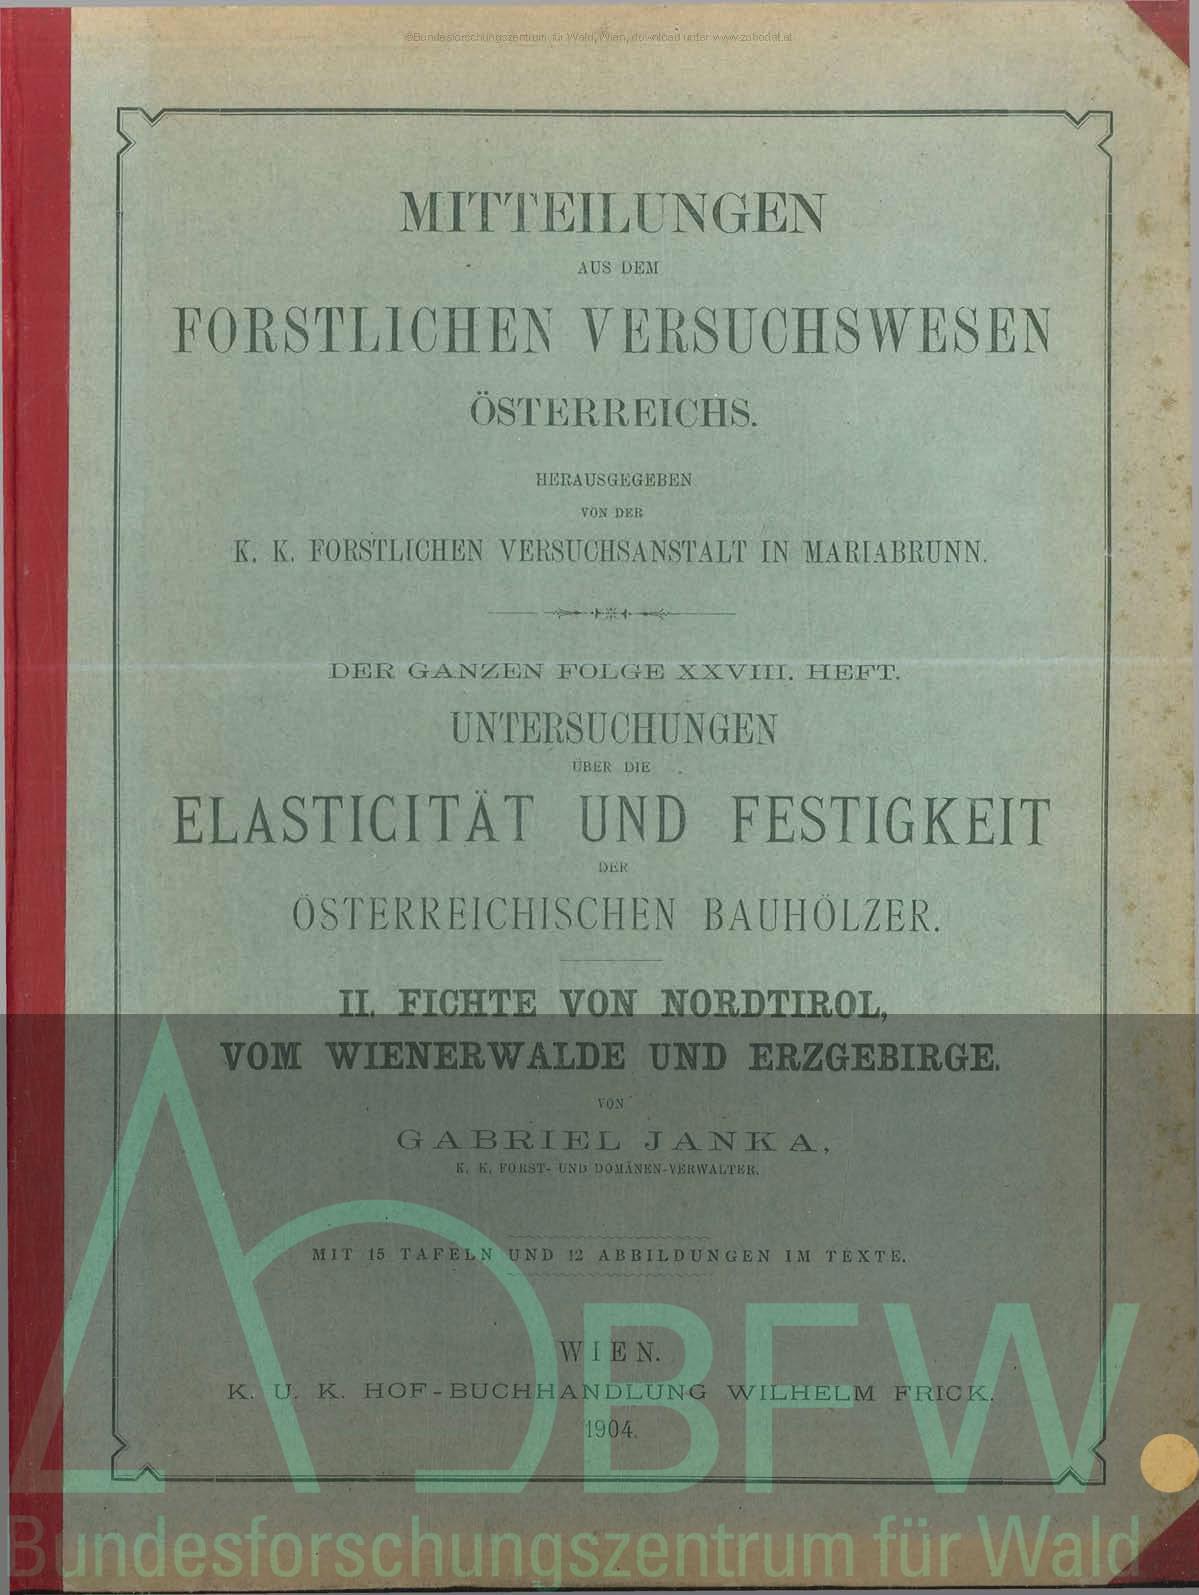 ©Bundesforschungszentrum für Wald, Wien, download unter www.zobodat.at
MITTEILUNGEN
AUS DEM
FORSTLICHEN VERSUCHSWESEN
ÖSTERREICHS.
HERAUSGEGEBEN
VON DER
K. K. FORSTLICHEN VERSUCHSANSTALT IN MARIABRUNN.
DER GANZEN FOLGE XXVIII. HEFT.
UNTERSUCHUNGEN
ÜBER DIE
ELASTICITÄT UND FESTIGKEIT
DER
ÖSTERREICHISCHEN BAUHÖLZER.
II. FICHTE VON NORDTIROL,
VOM WIENERWALDE UND ERZGEBIRGE.
VON
GABRIEL JANKA,
K. K. FORST- UND DOMÄNEN-VERWALTER.
MIT 15 TAFELN UND 12 ABBILDUNGEN IM TEXTE.
WIEN.
K. U. K. HOF-BUCHHANDLUNG WILHELM FRICK.
1904.
BFW
Bundesforschungszentrum für Wald